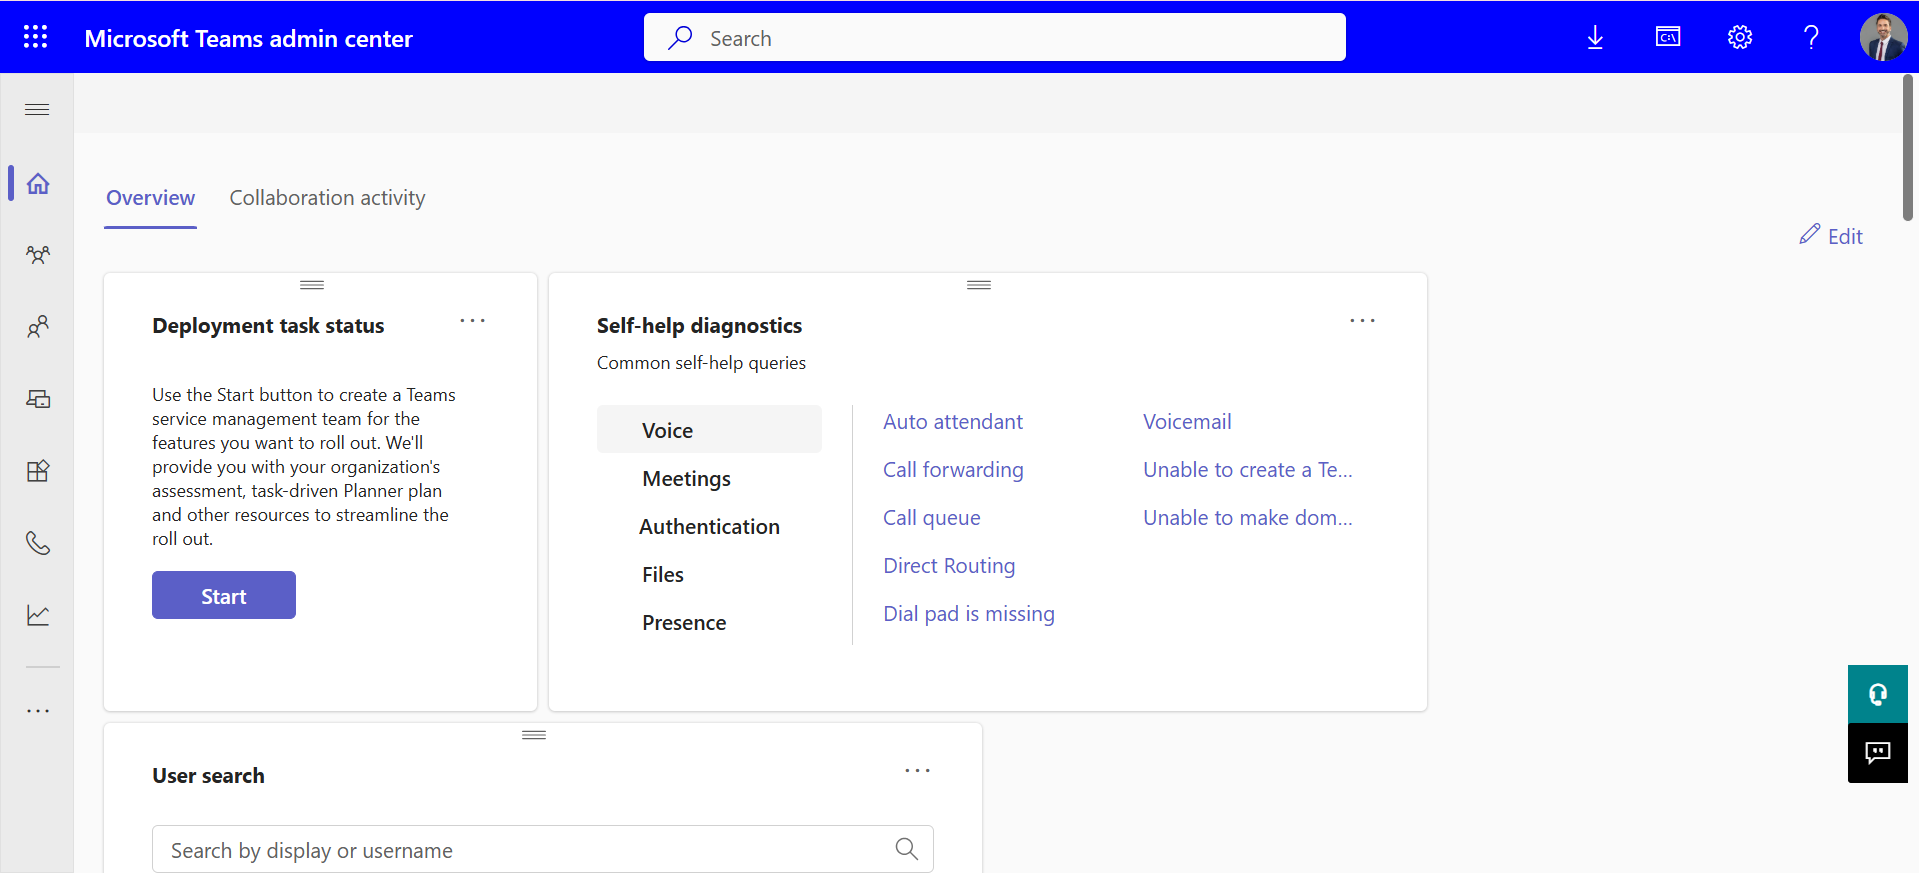 Microsoft Teams admin center
Search
C:\
Overview
Collaboration activity
Edit
Deployment task status
Use the Start button to create a Teams
service management team for the
features you want to roll out. We'll
provide you with your organization's
assessment, task-driven Planner plan
and other resources to streamline the
roll out.
Start
Self-help diagnostics
Common self-help queries
Voice
Meetings
Authentication
Files
Presence
Auto attendant
Call forwarding
Call queue
Direct Routing
Dial pad is missing
Voicemail
Unable to create a Te...
Unable to make dom...
User search
Search by display or username